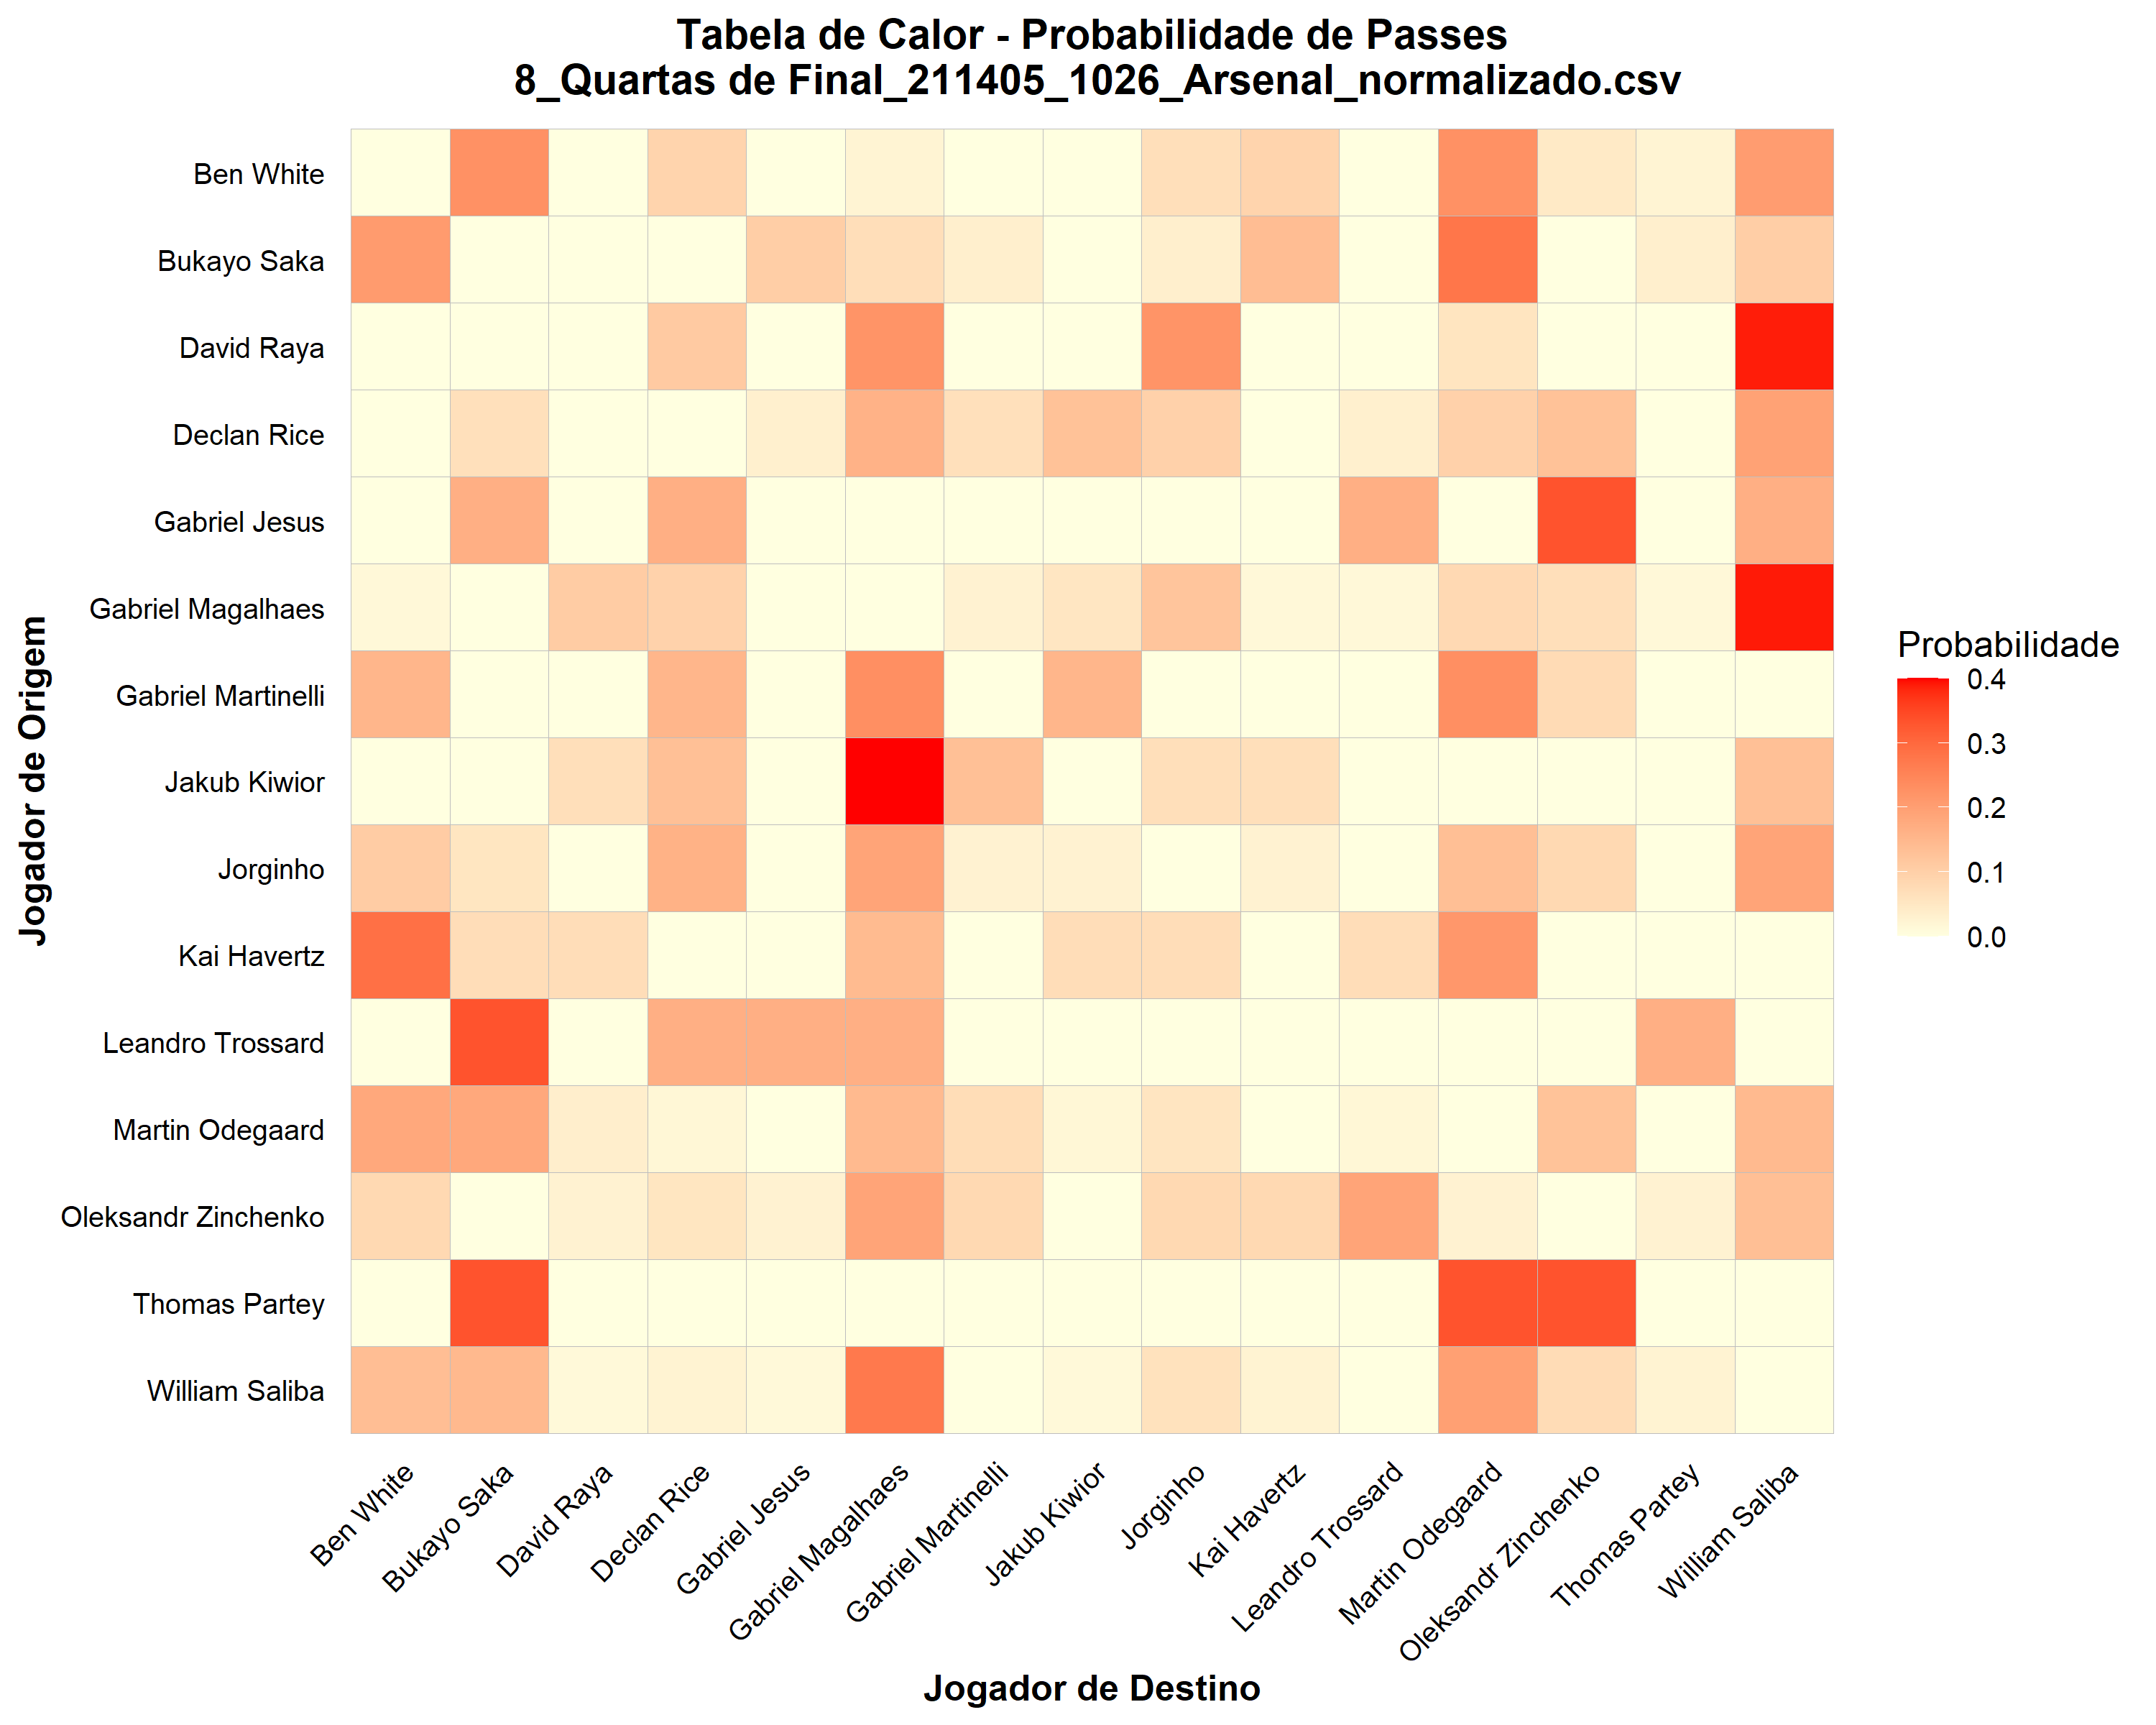 Tabela de Calor - Probabilidade de Passes
8_Quartas de Final_211405_1026_Arsenal_normalizado.csv
Jogador de Origem
Ben White
Bukayo Saka
David Raya
Declan Rice
Gabriel Jesus
Gabriel Magalhaes
Gabriel Martinelli
Jakub Kiwior
Jorginho
Kai Havertz
Leandro Trossard
Martin Odegaard
Oleksandr Zinchenko
Thomas Partey
William Saliba
Ben White
Bukayo Saka
David Raya
Declan Rice
Gabriel Jesus
Gabriel Magalhaes
Gabriel Martinelli
Jakub Kiwior
Jorginho
Kai Havertz
Leandro Trossard
Martin Odegaard
Oleksandr Zinchenko
Thomas Partey
William Saliba
Jogador de Destino
Probabilidade
0.4
0.3
0.2
0.1
0.0